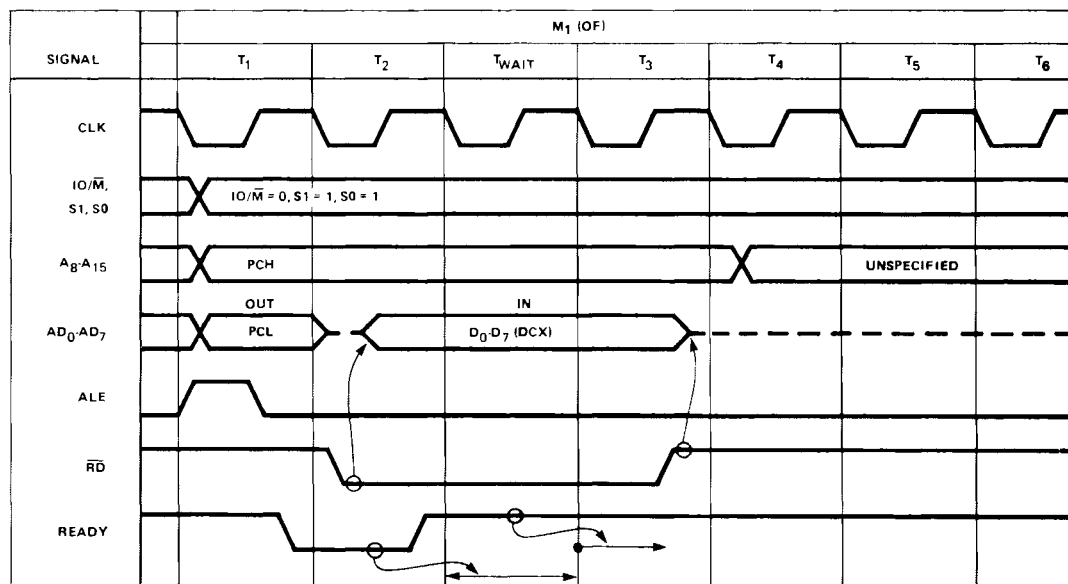 M1 (OF)
SIGNAL T1 T2 TWAIT T3 T4 T5 T6
CLK
IO/M̅,
S1, S0
IO/M̅ = 0, S1 = 1, S0 = 1
A8-A15 PCH UNSPECIFIED
OUT IN
AD0-AD7 PCL D0-D7 (DCX)
ALE
R̅D̅
READY